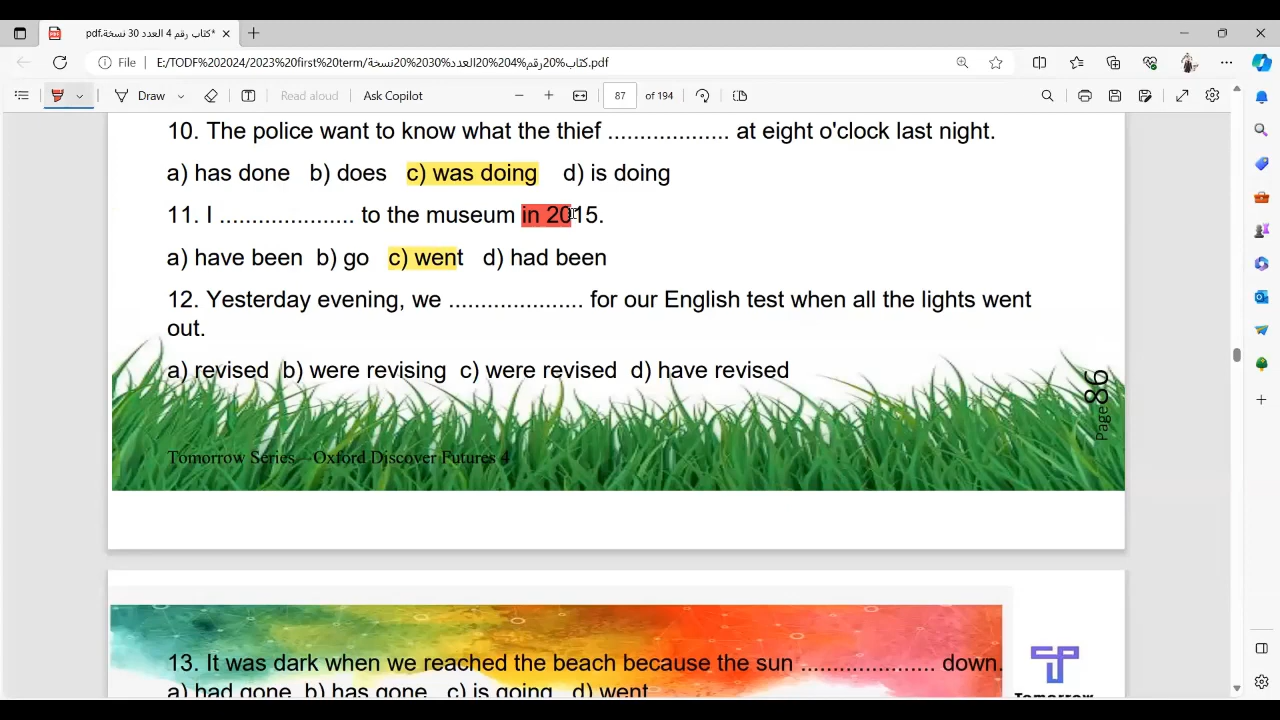 *كتاب رقم 4 العدد 30 نسخة.pdf
File E:/TODF%202024/2023%20first%20term/كتاب%20رقم%204%20العدد%2030%20نسخة.pdf
Draw Read aloud Ask Copilot 87 of 194
10. The police want to know what the thief ................... at eight o'clock last night.
a) has done b) does c) was doing d) is doing
11. I ..................... to the museum in 2015.
a) have been b) go c) went d) had been
12. Yesterday evening, we ..................... for our English test when all the lights went
out.
a) revised b) were revising c) were revised d) have revised
Page86
Tomorrow Series – Oxford Discover Futures 4
13. It was dark when we reached the beach because the sun ..................... down.
a) had gone b) has gone c) is going d) went
Tomorrow